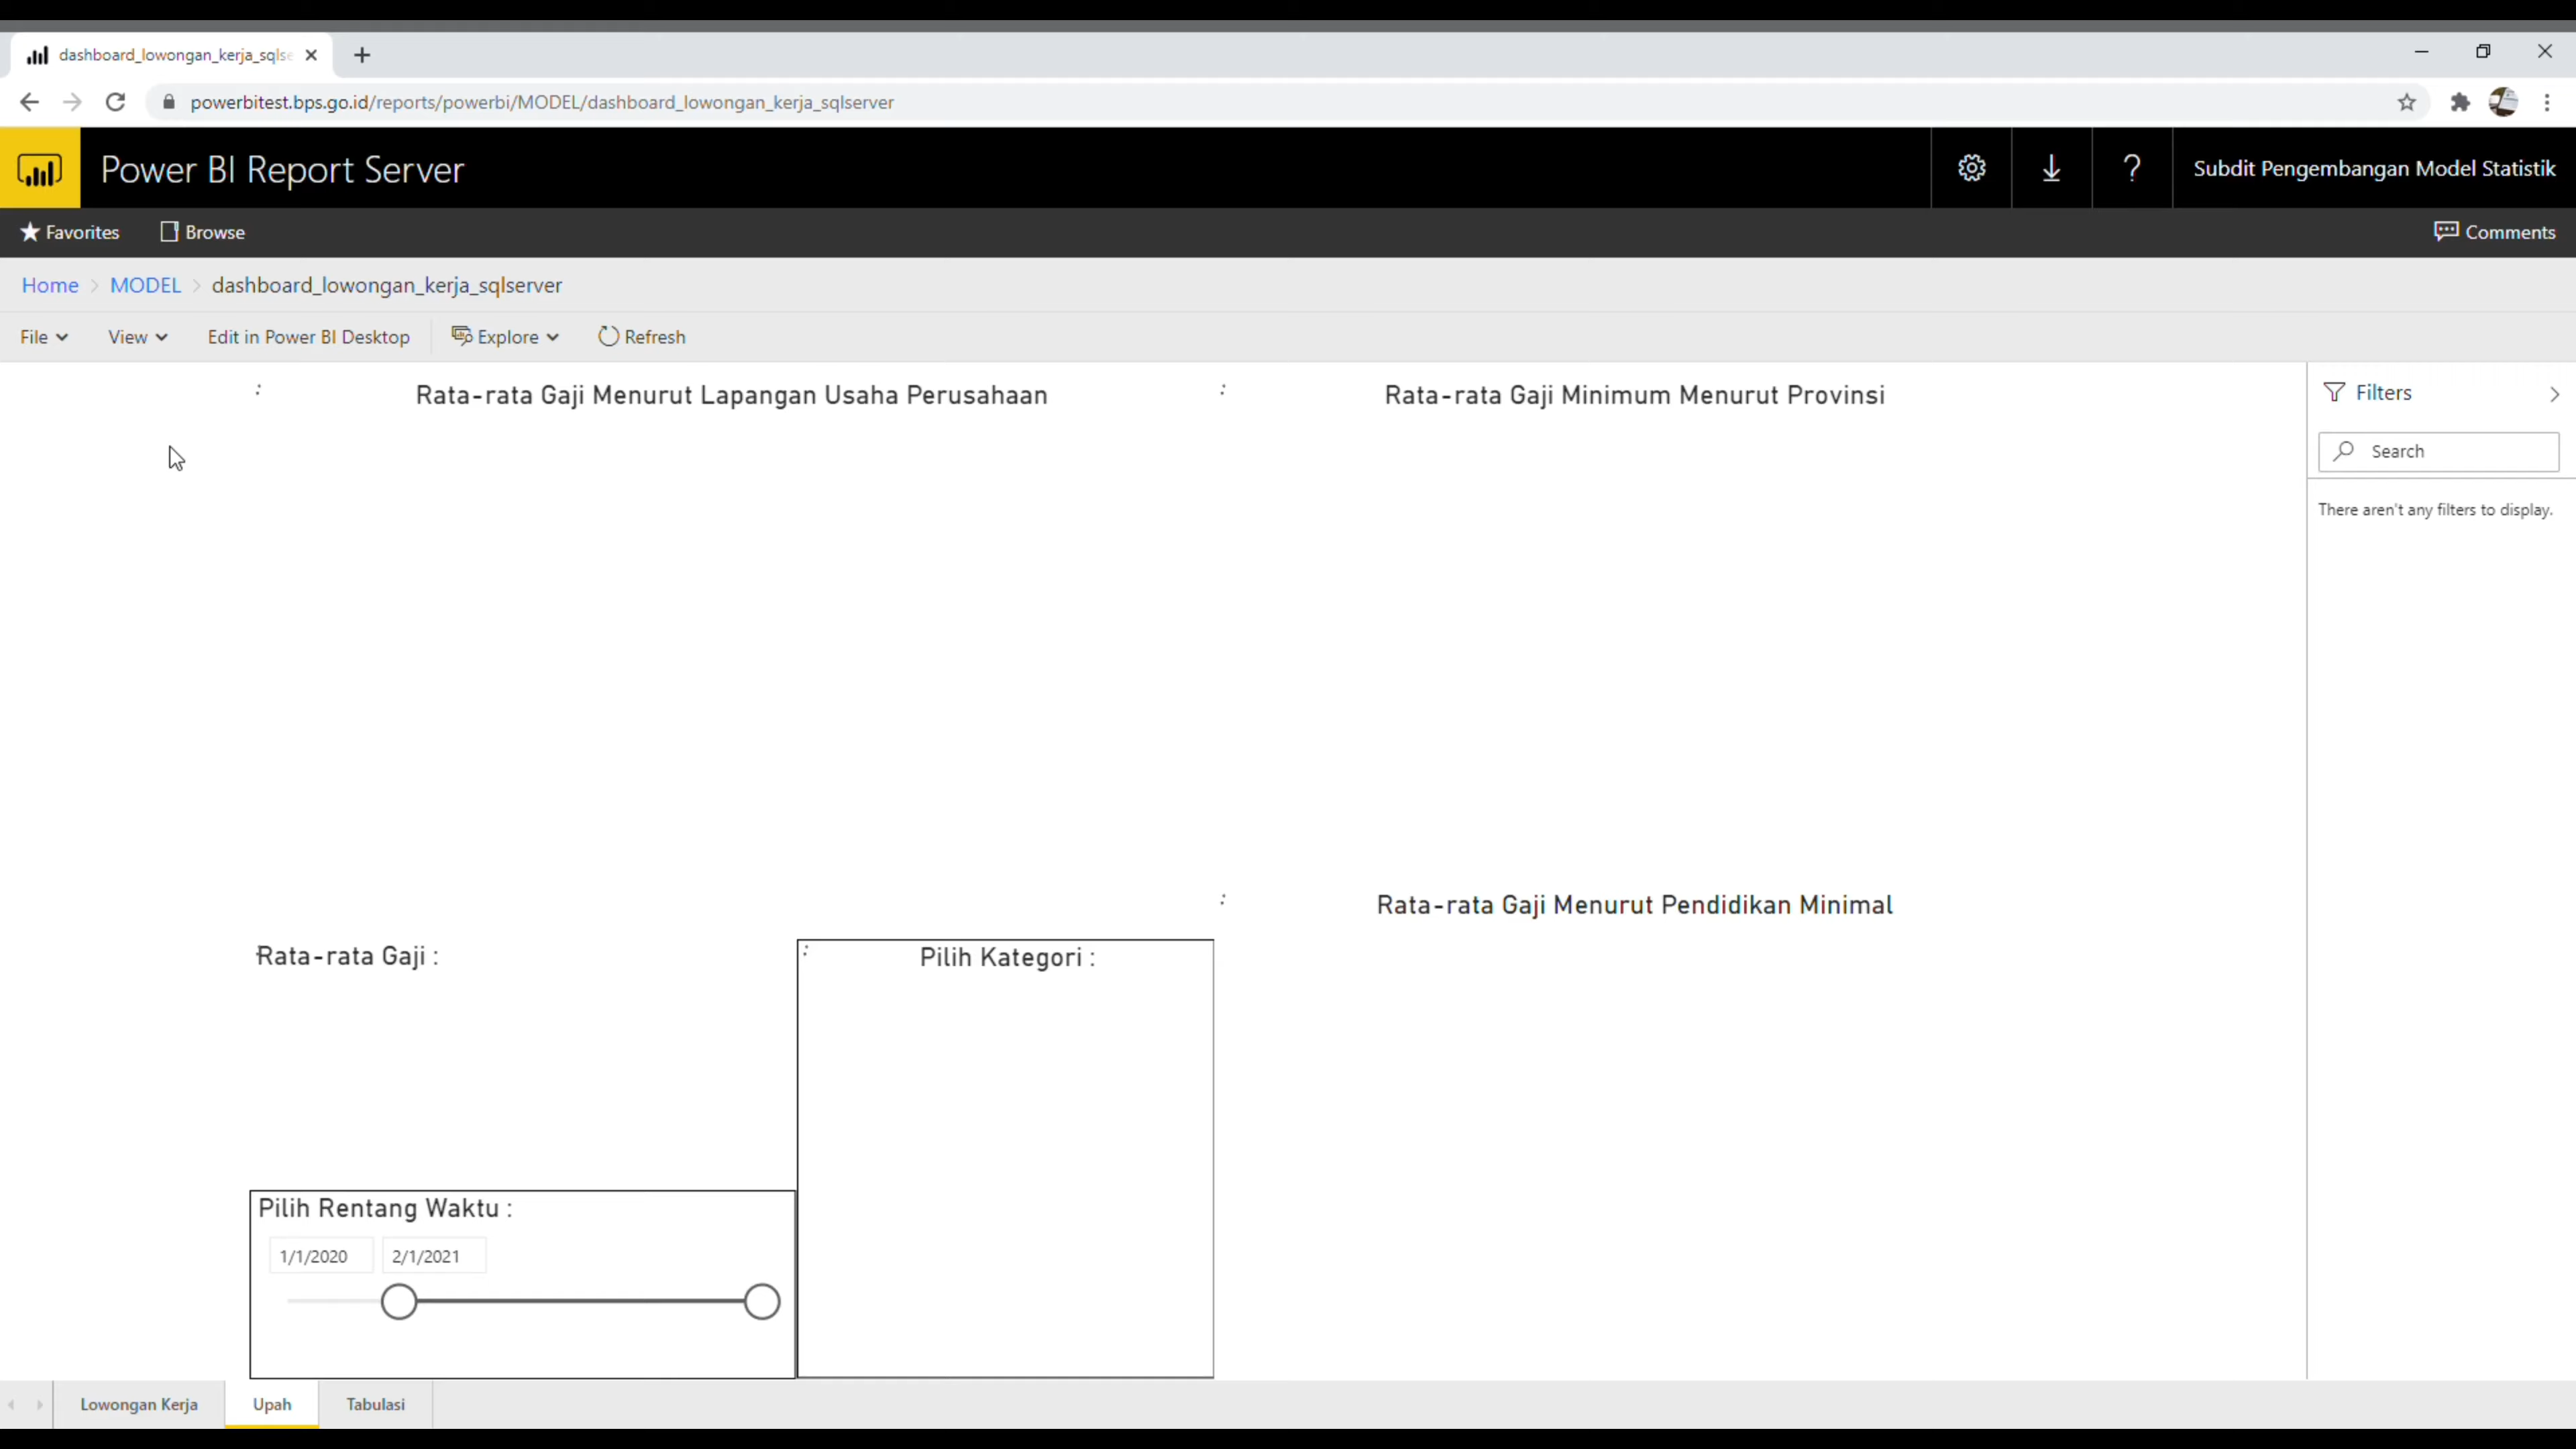 dashboard_lowongan_kerja_sqlse
powerbitest.bps.go.id/reports/powerbi/MODEL/dashboard_lowongan_kerja_sqlserver
Power BI Report Server
? Subdit Pengembangan Model Statistik
Favorites Browse Comments
Home > MODEL > dashboard_lowongan_kerja_sqlserver
File View Edit in Power BI Desktop Explore Refresh
Rata-rata Gaji Menurut Lapangan Usaha Perusahaan
Rata-rata Gaji Minimum Menurut Provinsi
Filters
Search
There aren't any filters to display.
Rata-rata Gaji Menurut Pendidikan Minimal
Rata-rata Gaji :
Pilih Kategori :
Pilih Rentang Waktu :
1/1/2020 2/1/2021
Lowongan Kerja Upah Tabulasi